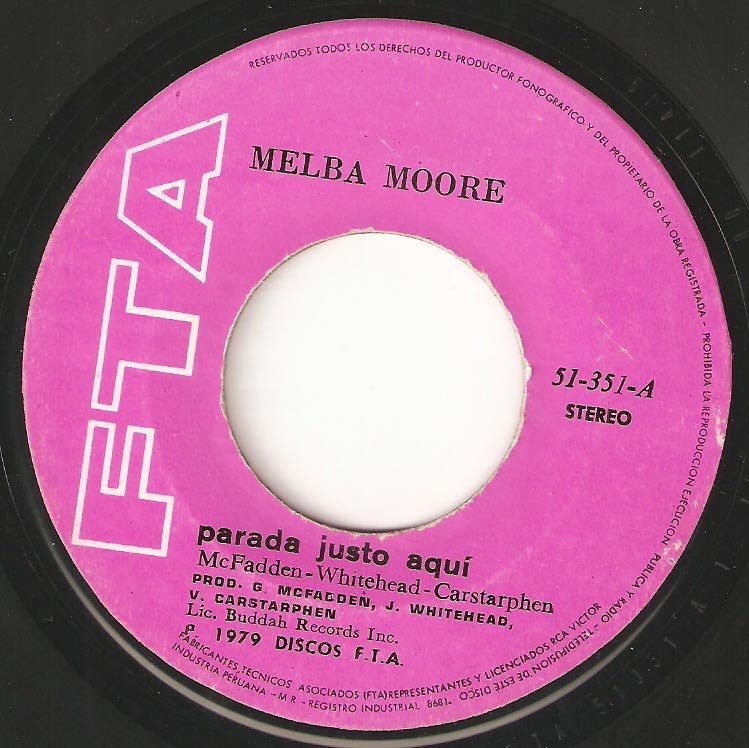 RESERVADOS TODOS LOS DERECHOS DEL PRODUCTOR FONOGRAFICO Y DEL PROPIETARIO DE LA OBRA REGISTRADA - PROHIBIDA LA REPRODUCCION EJECUCION PUBLICA Y RADIO - TELEDIFUSION DE ESTE DISCO.
MELBA MOORE
FTA
51-351-A
STEREO
parada justo aquí
McFadden-Whitehead-Carstarphen
PROD. G. MCFADDEN, J. WHITEHEAD,
V. CARSTARPHEN
Lic. Buddah Records Inc.
P. 1979 DISCOS F.T.A.
FABRICANTES, TECNICOS ASOCIADOS (FTA) REPRESENTANTES Y LICENCIADOS RCA VICTOR
INDUSTRIA PERUANA - M R - REGISTRO INDUSTRIAL 1898